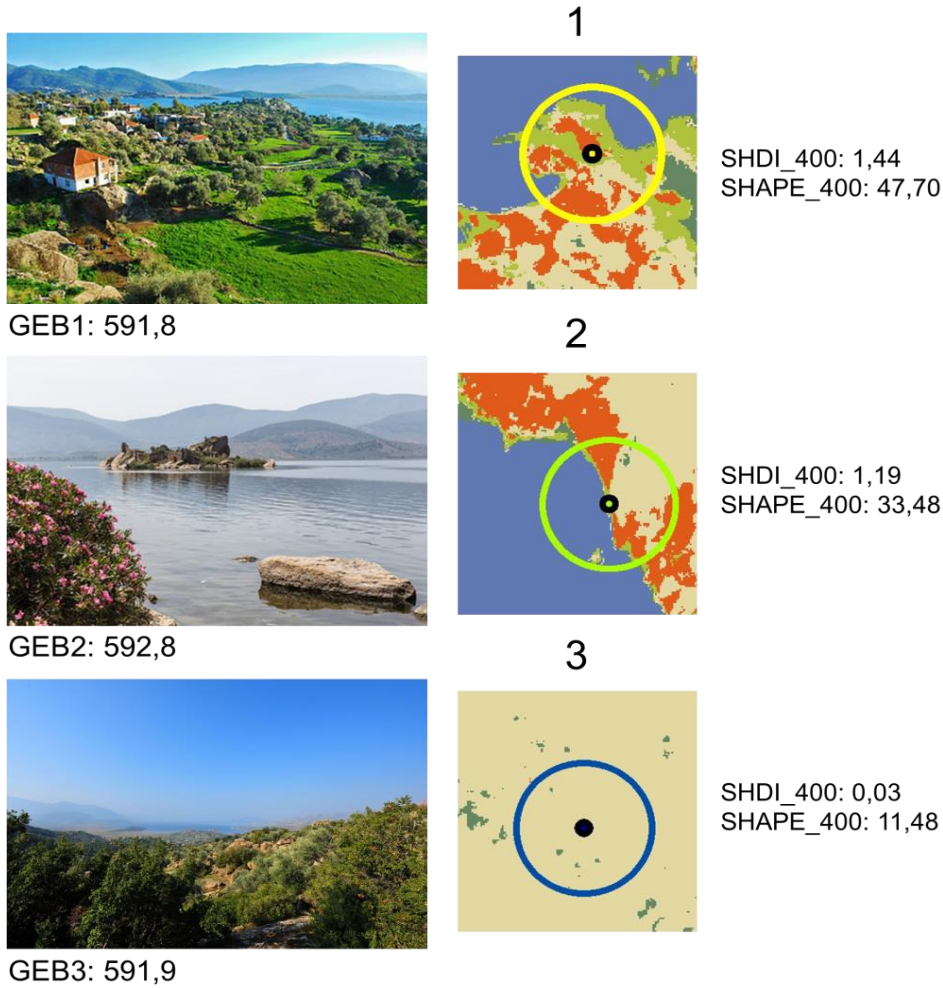 1
SHDI_400: 1,44
SHAPE_400: 47,70
GEB1: 591,8
2
SHDI_400: 1,19
SHAPE_400: 33,48
GEB2: 592,8
3
SHDI_400: 0,03
SHAPE_400: 11,48
GEB3: 591,9